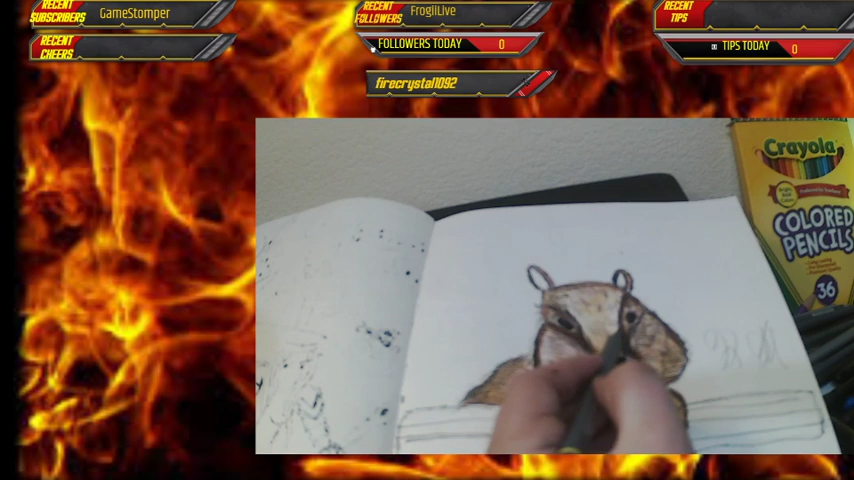 RECENT
SUBSCRIBERS
GameStomper
RECENT
CHEERS
RECENT
FOLLOWERS
FrogiiLive
FOLLOWERS TODAY 0
RECENT
TIPS
TIPS TODAY 0
firecrystal1092
Crayola
COLORED
PENCILS
36